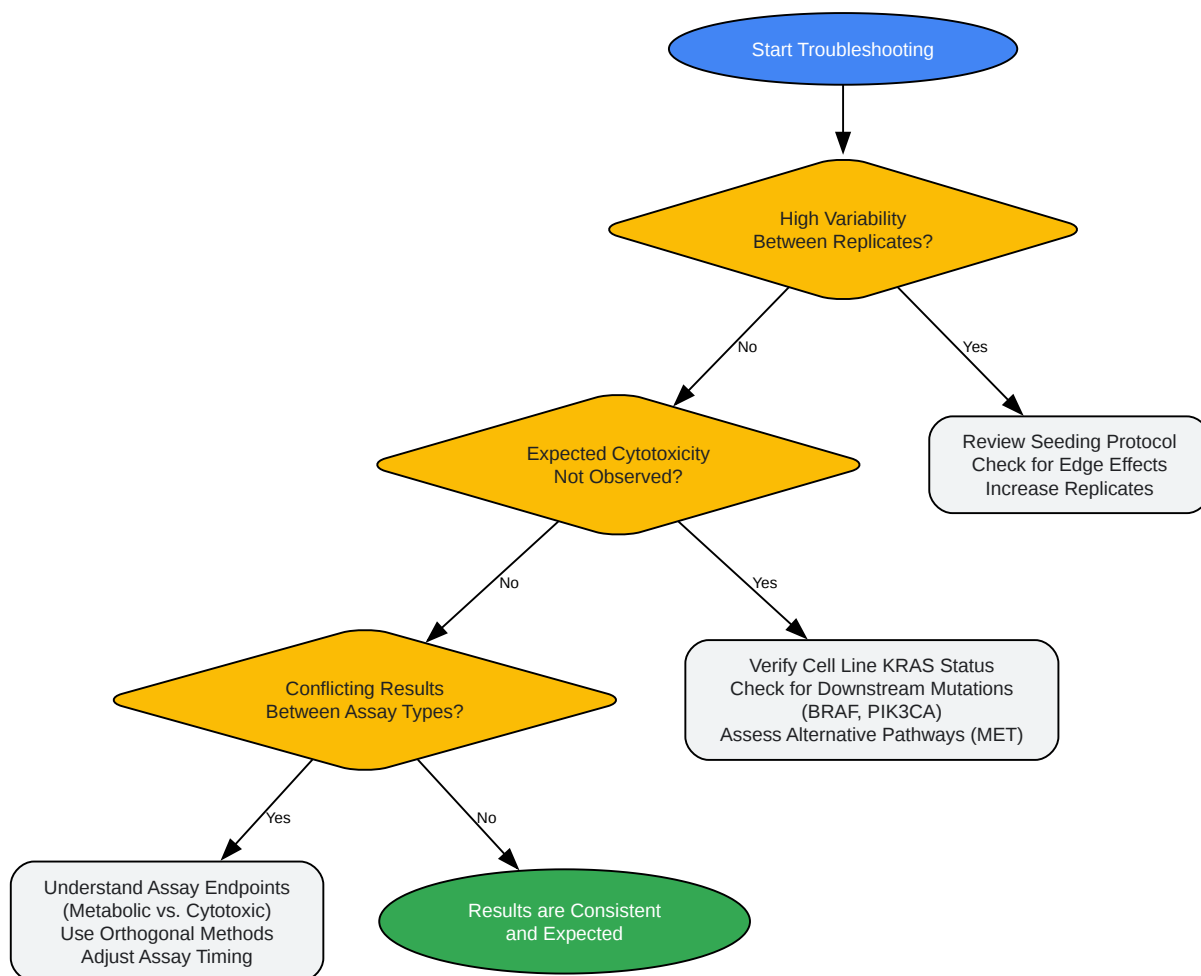 Start Troubleshooting
High Variability
Between Replicates?
No
Yes
Review Seeding Protocol
Check for Edge Effects
Increase Replicates
Expected Cytotoxicity
Not Observed?
No
Yes
Verify Cell Line KRAS Status
Check for Downstream Mutations
(BRAF, PIK3CA)
Assess Alternative Pathways (MET)
Conflicting Results
Between Assay Types?
Yes
No
Understand Assay Endpoints
(Metabolic vs. Cytotoxic)
Use Orthogonal Methods
Adjust Assay Timing
Results are Consistent
and Expected